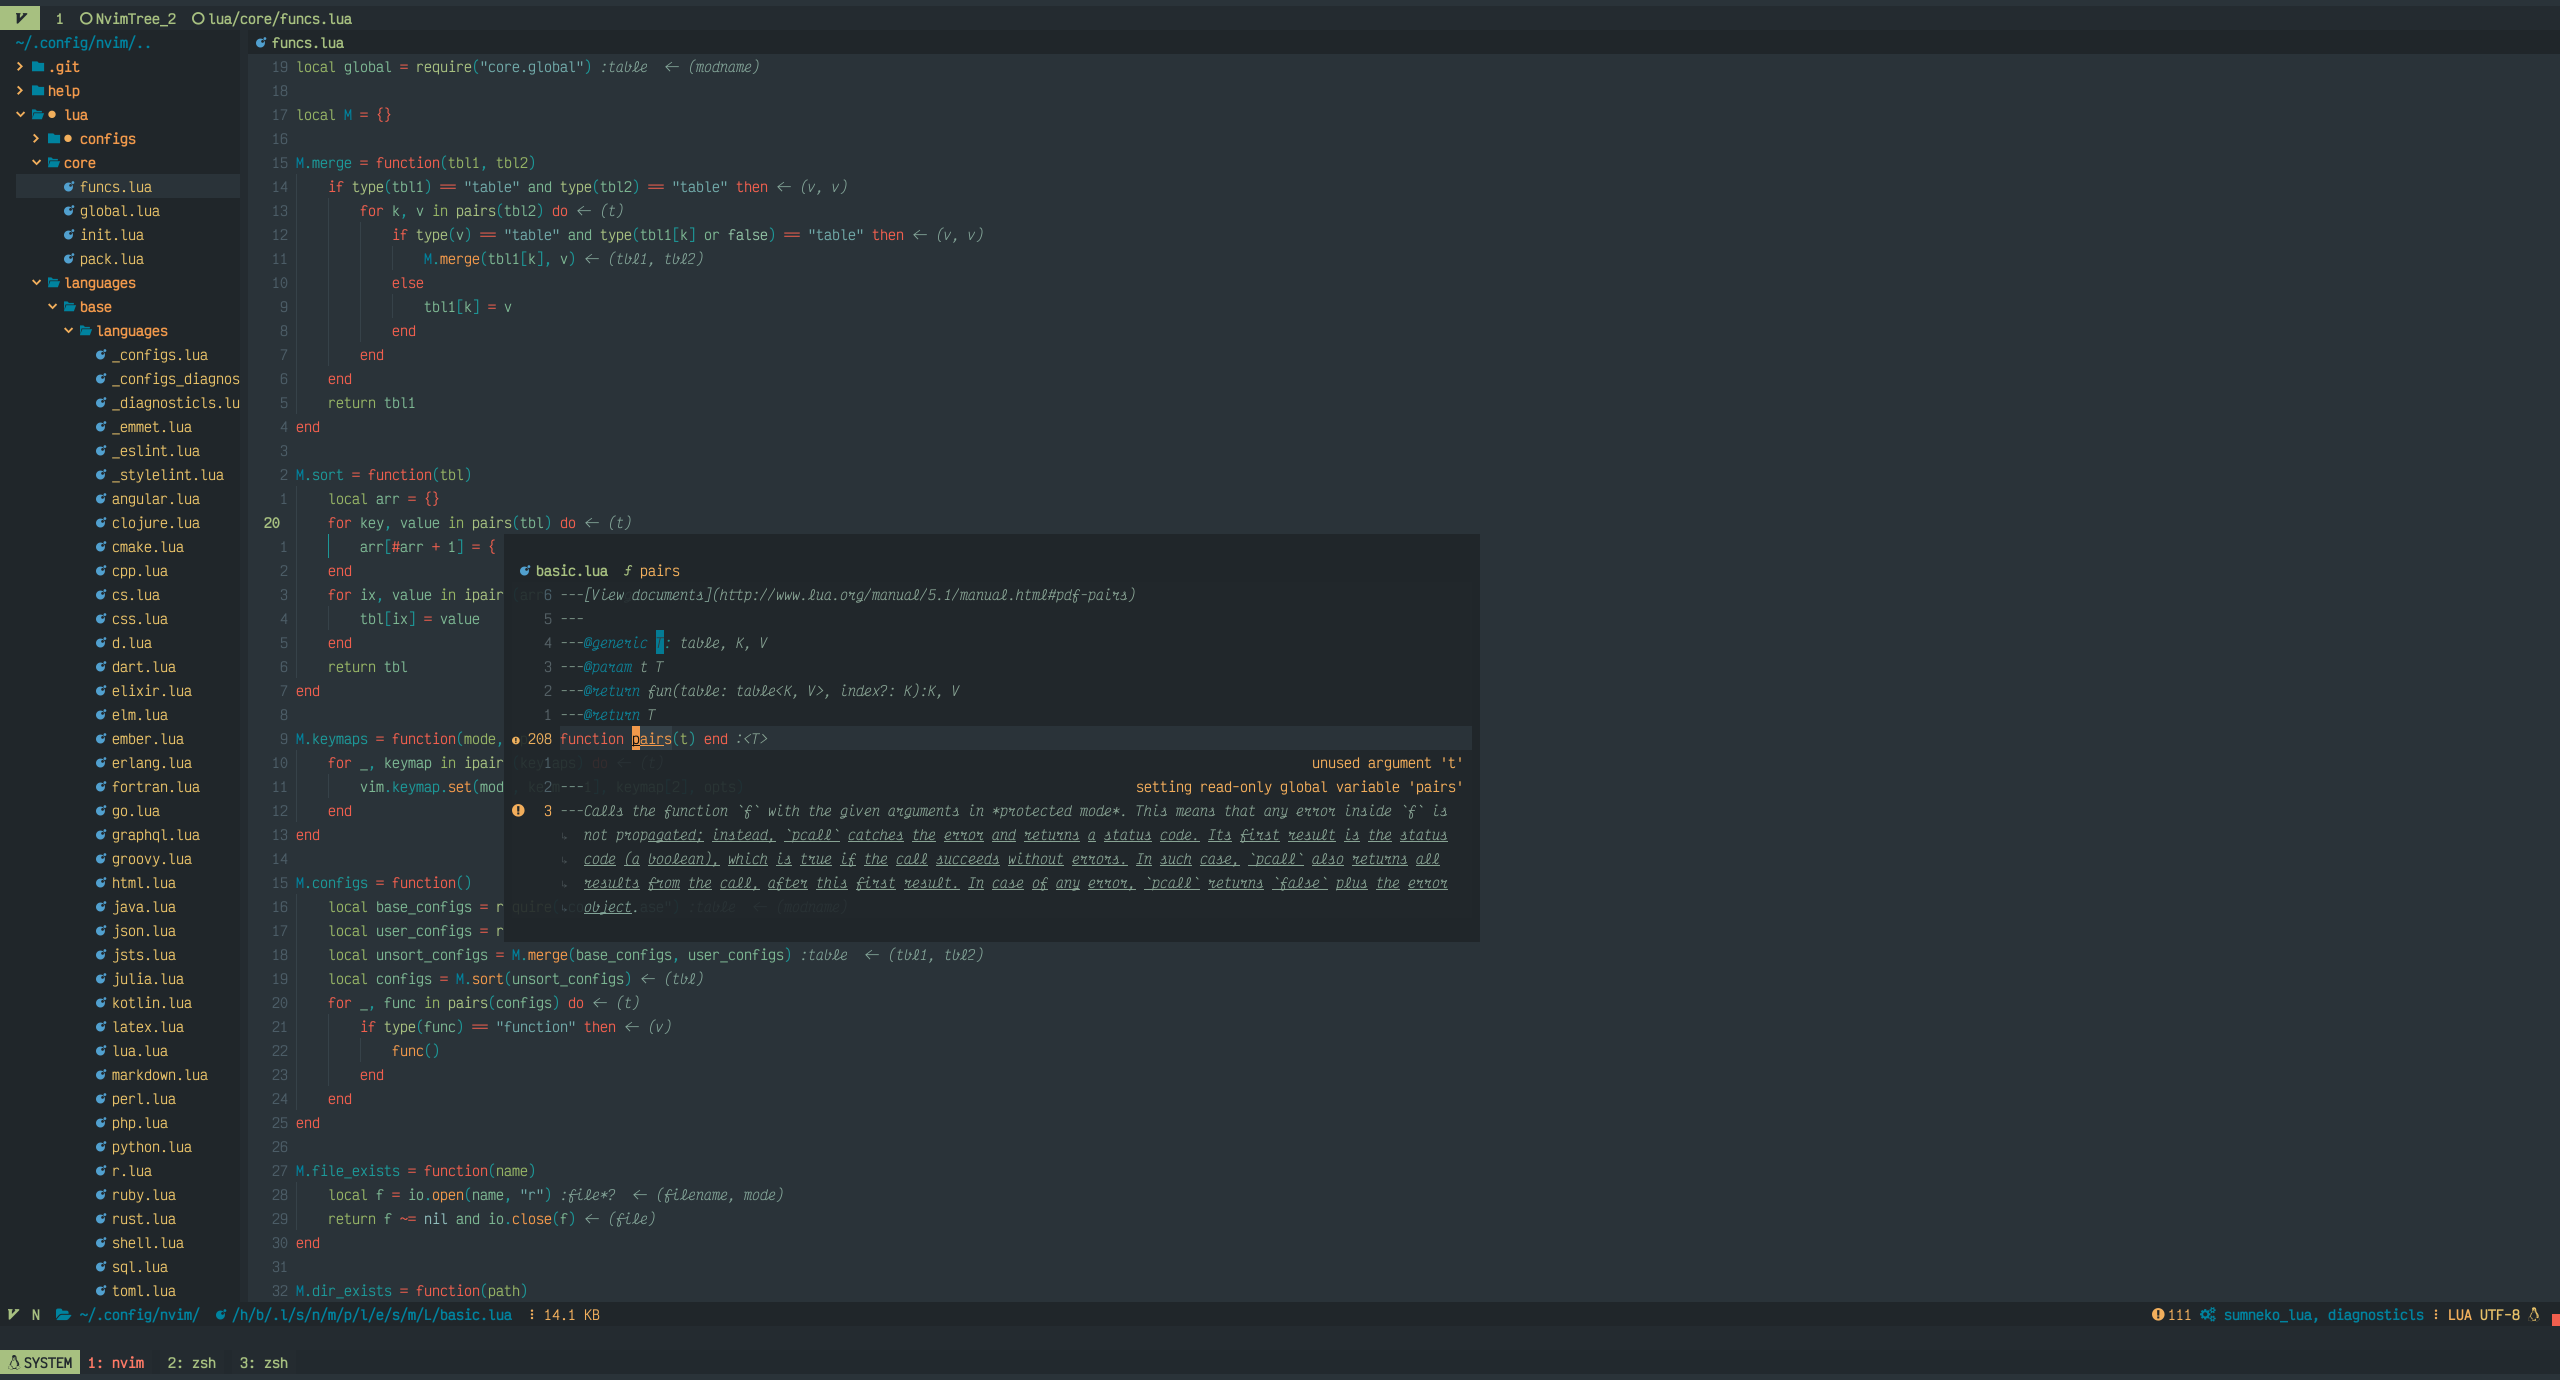 1 NvimTree_2 lua/core/funcs.lua
~/.config/nvim/..
.git
help
lua
configs
core
funcs.lua
global.lua
init.lua
pack.lua
languages
base
languages
_configs.lua
_configs_diagnos
_diagnosticls.lu
_emmet.lua
_eslint.lua
_stylelint.lua
angular.lua
clojure.lua
cmake.lua
cpp.lua
cs.lua
css.lua
d.lua
dart.lua
elixir.lua
elm.lua
ember.lua
erlang.lua
fortran.lua
go.lua
graphql.lua
groovy.lua
html.lua
java.lua
json.lua
jsts.lua
julia.lua
kotlin.lua
latex.lua
lua.lua
markdown.lua
perl.lua
php.lua
python.lua
r.lua
ruby.lua
rust.lua
shell.lua
sql.lua
toml.lua
funcs.lua
19 local global = require("core.global") :table ← (modname)
18
17 local M = {}
16
15 M.merge = function(tbl1, tbl2)
14 if type(tbl1) == "table" and type(tbl2) == "table" then ← (v, v)
13 for k, v in pairs(tbl2) do ← (t)
12 if type(v) == "table" and type(tbl1[k] or false) == "table" then ← (v, v)
11 M.merge(tbl1[k], v) ← (tbl1, tbl2)
10 else
9 tbl1[k] = v
8 end
7 end
6 end
5 return tbl1
4 end
3
2 M.sort = function(tbl)
1 local arr = {}
20 for key, value in pairs(tbl) do ← (t)
1 arr[#arr + 1] = {
2 end
3 for ix, value in ipair
4 tbl[ix] = value
5 end
6 return tbl
7 end
8
9 M.keymaps = function(mode,
10 for _, keymap in ipair
11 vim.keymap.set(mod
12 end
13 end
14
15 M.configs = function()
16 local base_configs = r
17 local user_configs = r
18 local unsort_configs = M.merge(base_configs, user_configs) :table ← (tbl1, tbl2)
19 local configs = M.sort(unsort_configs) ← (tbl)
20 for _, func in pairs(configs) do ← (t)
21 if type(func) == "function" then ← (v)
22 func()
23 end
24 end
25 end
26
27 M.file_exists = function(name)
28 local f = io.open(name, "r") :file*? ← (filename, mode)
29 return f ~= nil and io.close(f) ← (file)
30 end
31
32 M.dir_exists = function(path)
basic.lua ƒ pairs
6 ---[View documents](http://www.lua.org/manual/5.1/manual.html#pdf-pairs)
5 ---
4 ---@generic T: table, K, V
3 ---@param t T
2 ---@return fun(table: table<K, V>, index?: K):K, V
1 ---@return T
208 function pairs(t) end :<T>
1 unused argument 't'
2 --- setting read-only global variable 'pairs'
3 ---Calls the function `f` with the given arguments in *protected mode*. This means that any error inside `f` is
not propagated; instead, `pcall` catches the error and returns a status code. Its first result is the status
code (a boolean), which is true if the call succeeds without errors. In such case, `pcall` also returns all
results from the call, after this first result. In case of any error, `pcall` returns `false` plus the error
object.
N ~/.config/nvim/ /h/b/.l/s/n/m/p/l/e/s/m/L/basic.lua 14.1 KB 111 sumneko_lua, diagnosticls LUA UTF-8
SYSTEM 1: nvim 2: zsh 3: zsh